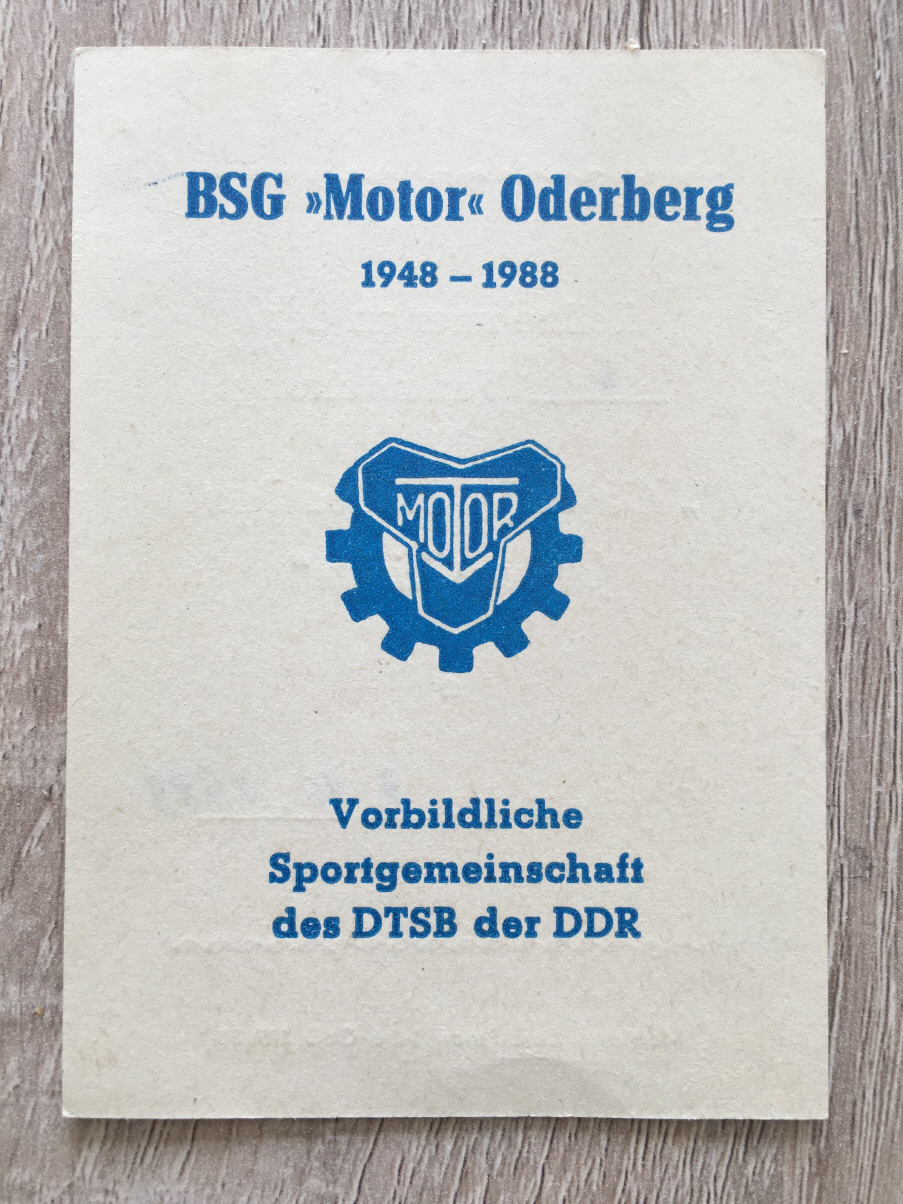 BSG »Motor« Oderberg
1948 – 1988
MOTOR
Vorbildliche
Sportgemeinschaft
des DTSB der DDR